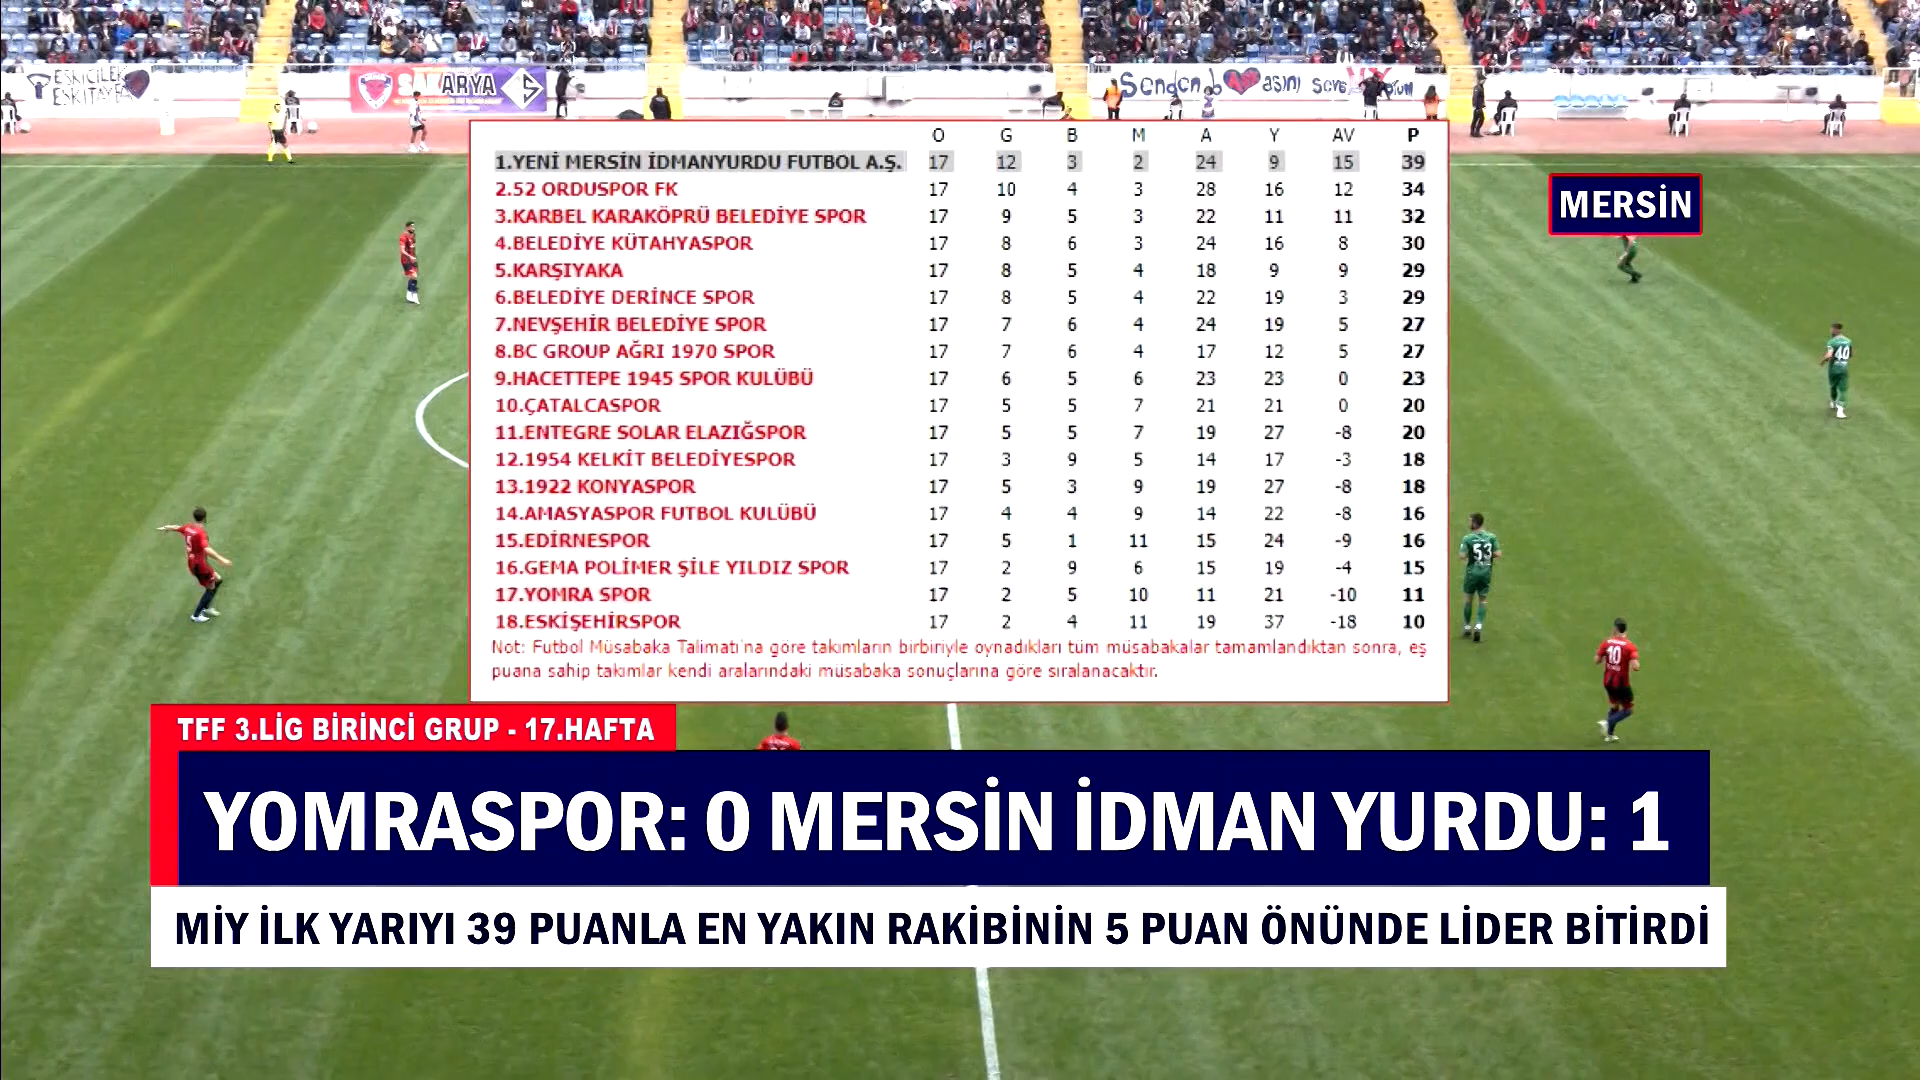 ESKİCİLER
ESKİTAYFA
SAKARYA
Senden b aşını sevs
O G B M A Y AV P
1.YENİ MERSİN İDMANYURDU FUTBOL A.Ş. 17 12 3 2 24 9 15 39
2.52 ORDUSPOR FK 17 10 4 3 28 16 12 34
3.KARBEL KARAKÖPRÜ BELEDİYE SPOR 17 9 5 3 22 11 11 32
4.BELEDİYE KÜTAHYASPOR 17 8 6 3 24 16 8 30
5.KARŞIYAKA 17 8 5 4 18 9 9 29
6.BELEDİYE DERİNCE SPOR 17 8 5 4 22 19 3 29
7.NEVŞEHİR BELEDİYE SPOR 17 7 6 4 24 19 5 27
8.BC GROUP AĞRI 1970 SPOR 17 7 6 4 17 12 5 27
9.HACETTEPE 1945 SPOR KULÜBÜ 17 6 5 6 23 23 0 23
10.ÇATALCASPOR 17 5 5 7 21 21 0 20
11.ENTEGRE SOLAR ELAZIĞSPOR 17 5 5 7 19 27 -8 20
12.1954 KELKİT BELEDİYESPOR 17 3 9 5 14 17 -3 18
13.1922 KONYASPOR 17 5 3 9 19 27 -8 18
14.AMASYASPOR FUTBOL KULÜBÜ 17 4 4 9 14 22 -8 16
15.EDİRNESPOR 17 5 1 11 15 24 -9 16
16.GEMA POLİMER ŞİLE YILDIZ SPOR 17 2 9 6 15 19 -4 15
17.YOMRA SPOR 17 2 5 10 11 21 -10 11
18.ESKİŞEHİRSPOR 17 2 4 11 19 37 -18 10
Not: Futbol Müsabaka Talimatı'na göre takımların birbiriyle oynadıkları tüm müsabakalar tamamlandıktan sonra, eş
puana sahip takımlar kendi aralarındaki müsabaka sonuçlarına göre sıralanacaktır.
MERSİN
40
5
53
10
TFF 3.LİG BİRİNCİ GRUP - 17.HAFTA
YOMRASPOR: 0 MERSİN İDMAN YURDU: 1
MİY İLK YARIYI 39 PUANLA EN YAKIN RAKİBİNİN 5 PUAN ÖNÜNDE LİDER BİTİRDİ